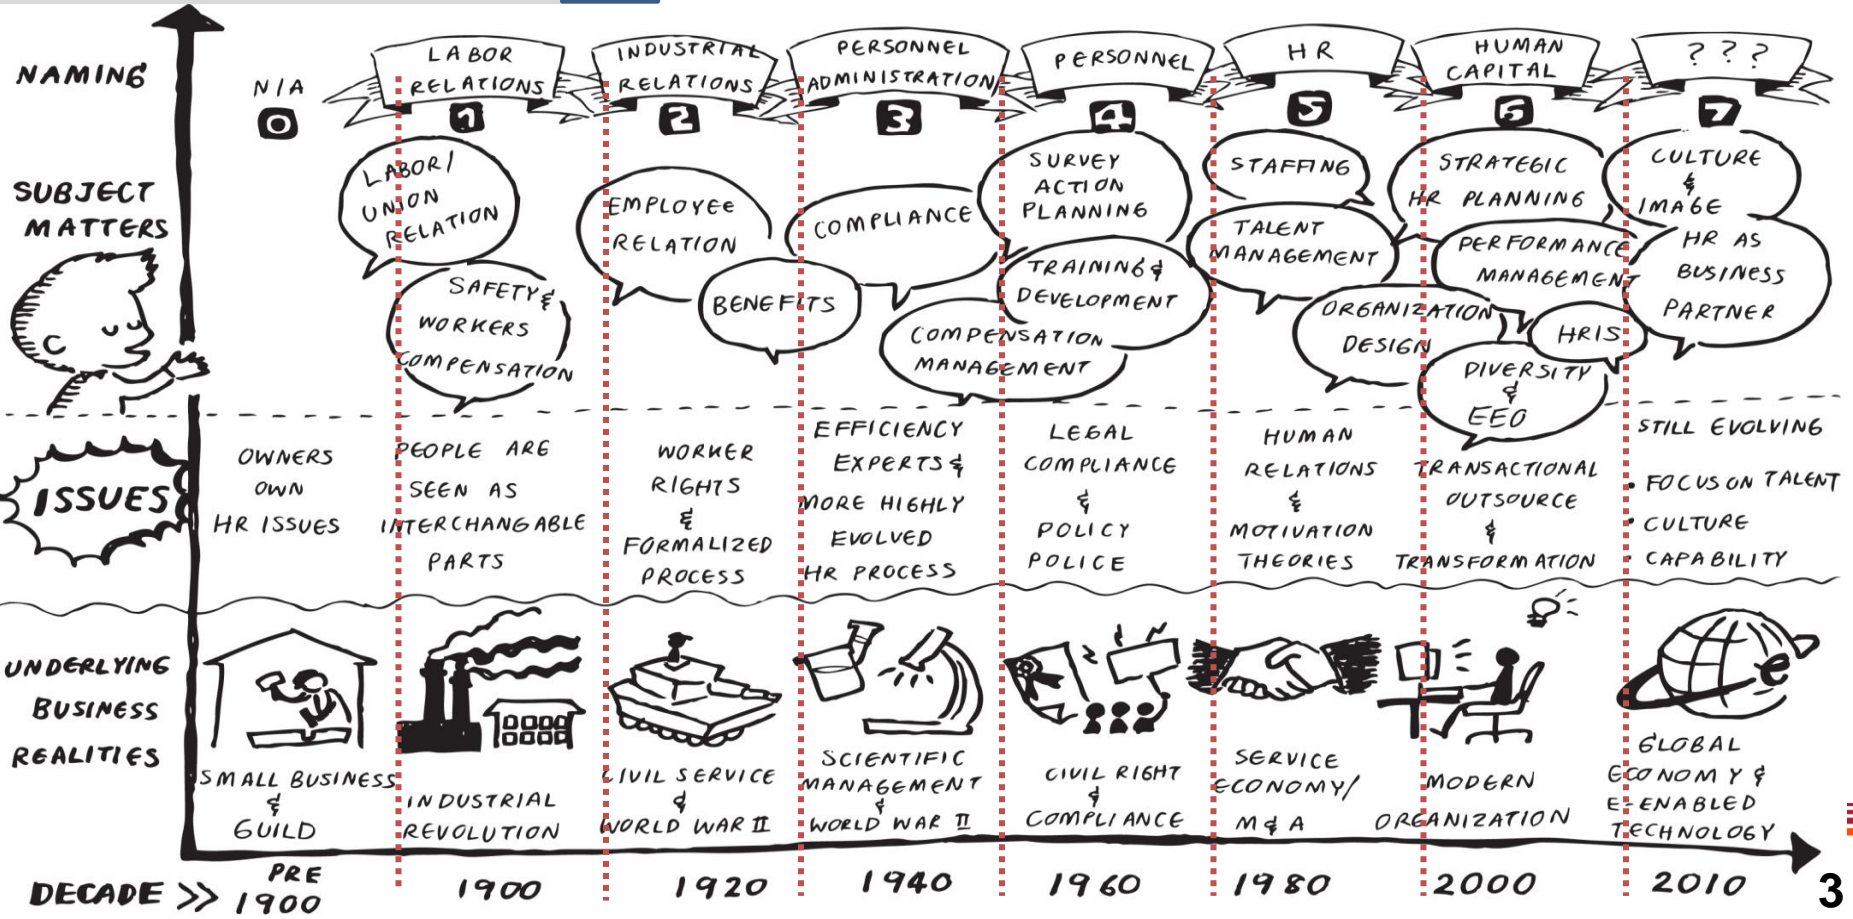 NAMING
N/A
0
LABOR
RELATIONS
1
INDUSTRIAL
RELATIONS
2
PERSONNEL
ADMINISTRATION
3
PERSONNEL
4
HR
5
HUMAN
CAPITAL
6
? ? ?
7
SUBJECT
MATTERS
LABOR/
UNION
RELATION
SAFETY &
WORKERS
COMPENSATION
EMPLOYEE
RELATION
BENEFITS
COMPLIANCE
COMPENSATION
MANAGEMENT
SURVEY
ACTION
PLANNING
TRAINING &
DEVELOPMENT
STAFFING
TALENT
MANAGEMENT
ORGANIZATION
DESIGN
STRATEGIC
HR PLANNING
PERFORMANCE
MANAGEMENT
HRIS
DIVERSITY
&
EEO
CULTURE
&
IMAGE
HR AS
BUSINESS
PARTNER
ISSUES
OWNERS
OWN
HR ISSUES
PEOPLE ARE
SEEN AS
INTERCHANGABLE
PARTS
WORKER
RIGHTS
&
FORMALIZED
PROCESS
EFFICIENCY
EXPERTS &
MORE HIGHLY
EVOLVED
HR PROCESS
LEGAL
COMPLIANCE
&
POLICY
POLICE
HUMAN
RELATIONS
&
MOTIVATION
THEORIES
TRANSACTIONAL
OUTSOURCE
&
TRANSFORMATION
STILL EVOLVING
• FOCUS ON TALENT
• CULTURE
• CAPABILITY
UNDERLYING
BUSINESS
REALITIES
SMALL BUSINESS
&
GUILD
INDUSTRIAL
REVOLUTION
CIVIL SERVICE
&
WORLD WAR II
SCIENTIFIC
MANAGEMENT
&
WORLD WAR II
CIVIL RIGHT
&
COMPLIANCE
SERVICE
ECONOMY/
M & A
MODERN
ORGANIZATION
e
GLOBAL
ECONOMY &
E-ENABLED
TECHNOLOGY
DECADE >>
PRE
1900
1900
1920
1940
1960
1980
2000
2010
3